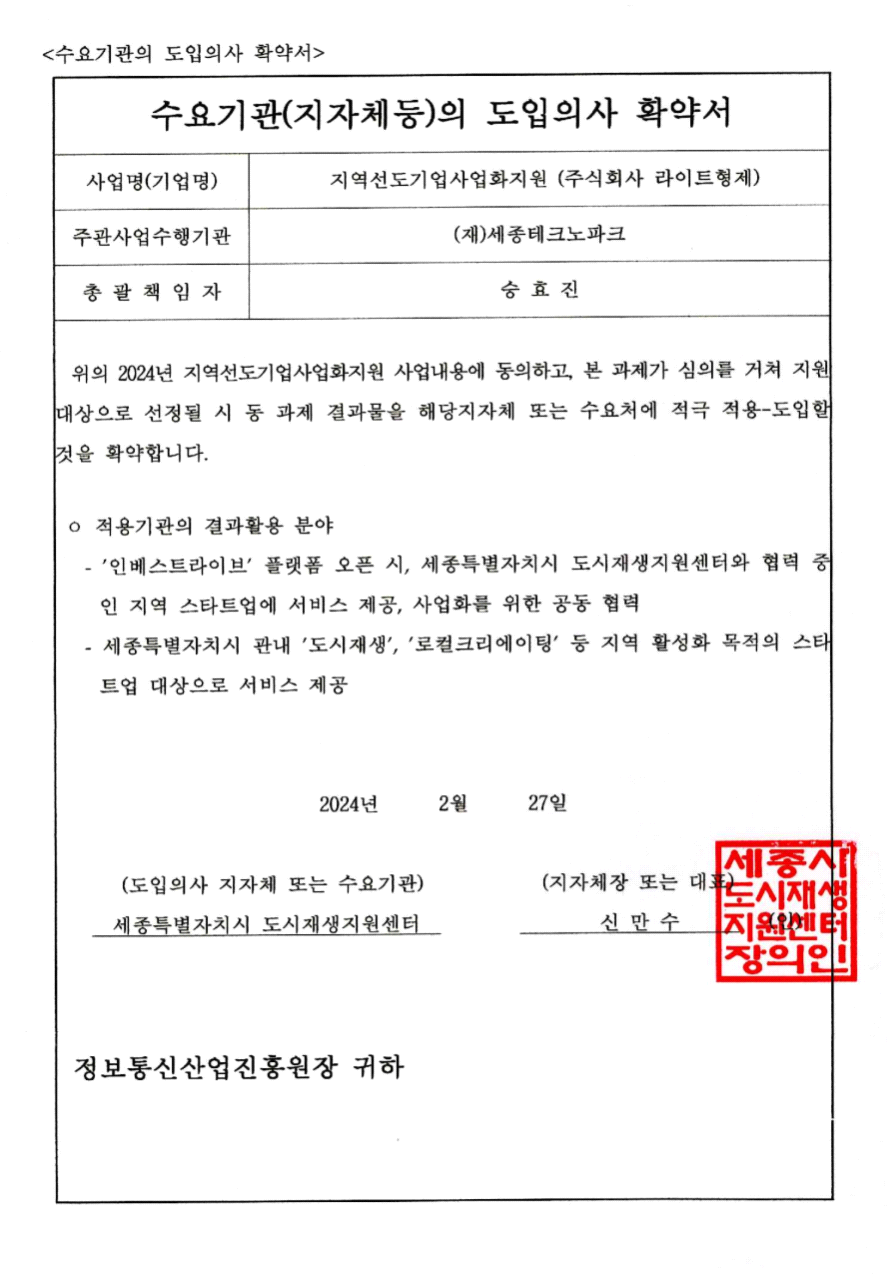 <수요기관의 도입의사 확약서>
수요기관(지자체등)의 도입의사 확약서
사업명(기업명) 지역선도기업사업화지원 (주식회사 라이트형제)
주관사업수행기관 (재)세종테크노파크
총 괄 책 임 자 승 효 진
위의 2024년 지역선도기업사업화지원 사업내용에 동의하고, 본 과제가 심의를 거쳐 지원
대상으로 선정될 시 동 과제 결과물을 해당지자체 또는 수요처에 적극 적용-도입할
것을 확약합니다.
ㅇ 적용기관의 결과활용 분야
- '인베스트라이브' 플랫폼 오픈 시, 세종특별자치시 도시재생지원센터와 협력 중
인 지역 스타트업에 서비스 제공, 사업화를 위한 공동 협력
- 세종특별자치시 관내 '도시재생', '로컬크리에이팅' 등 지역 활성화 목적의 스타
트업 대상으로 서비스 제공
2024년 2월 27일
(도입의사 지자체 또는 수요기관) (지자체장 또는 대표)
세종특별자치시 도시재생지원센터 신 만 수 (인)
세종시
도시재생
지원센터
장의인
정보통신산업진흥원장 귀하